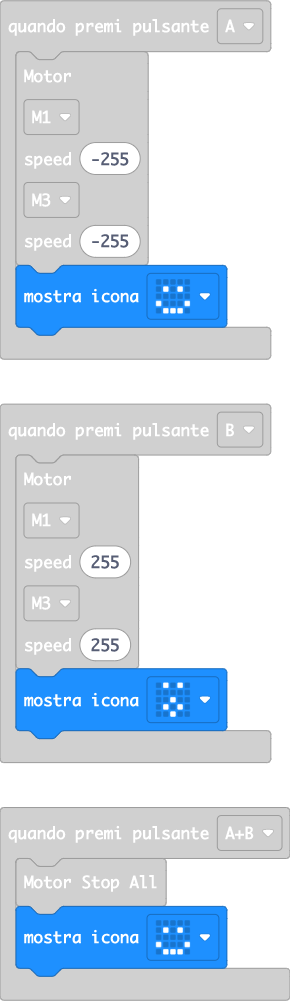 quando premi pulsante A
Motor
M1
speed -255
M3
speed -255
mostra icona
quando premi pulsante B
Motor
M1
speed 255
M3
speed 255
mostra icona
quando premi pulsante A+B
Motor Stop All
mostra icona